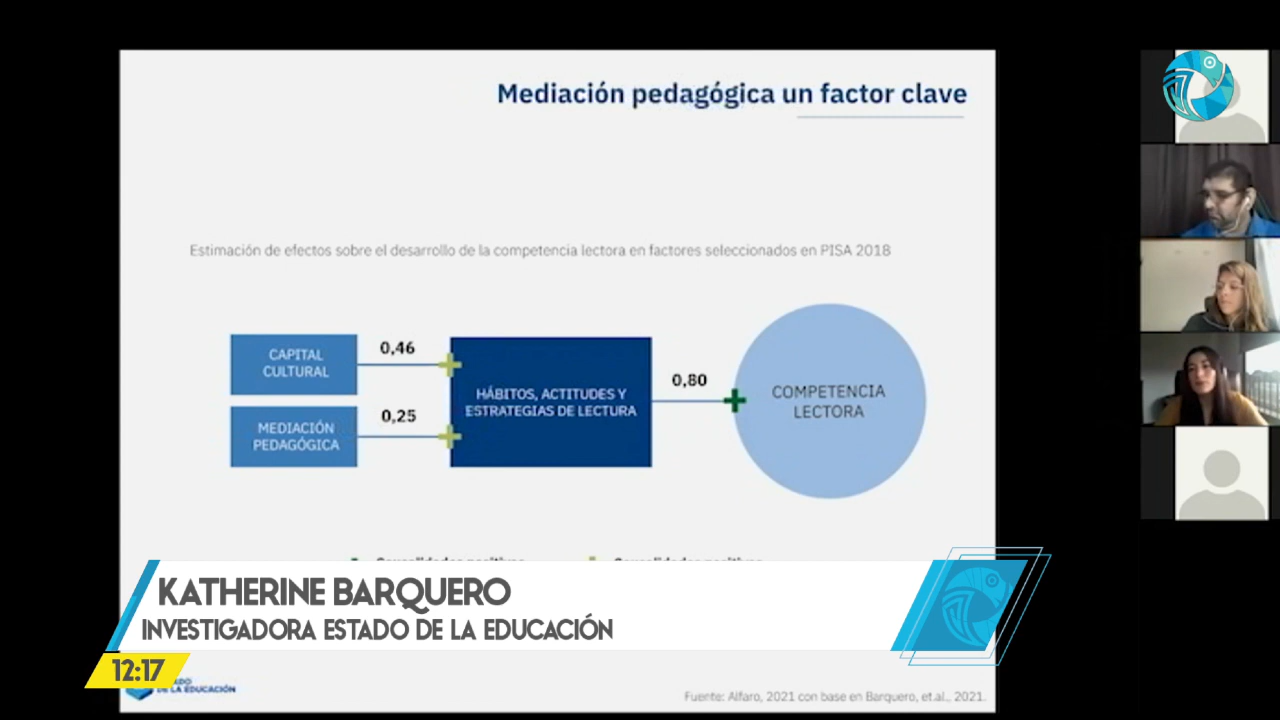 Mediación pedagógica un factor clave
Estimación de efectos sobre el desarrollo de la competencia lectora en factores seleccionados en PISA 2018
CAPITAL
CULTURAL
0,46
MEDIACIÓN
PEDAGÓGICA
0,25
HÁBITOS, ACTITUDES Y
ESTRATEGIAS DE LECTURA
0,80
COMPETENCIA
LECTORA
KATHERINE BARQUERO
INVESTIGADORA ESTADO DE LA EDUCACIÓN
12:17
DE LA EDUCACIÓN
Fuente: Alfaro, 2021 con base en Barquero, et.al., 2021.